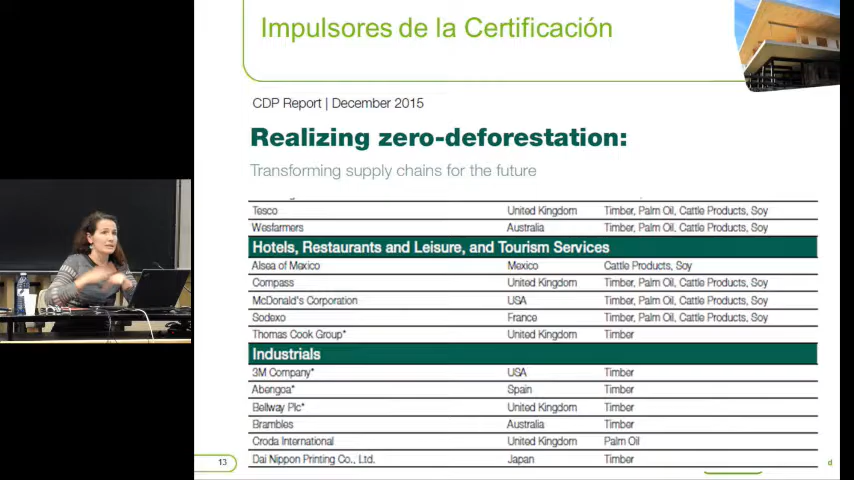 Impulsores de la Certificación
CDP Report | December 2015
Realizing zero-deforestation:
Transforming supply chains for the future
Tesco United Kingdom Timber, Palm Oil, Cattle Products, Soy
Wesfarmers Australia Timber, Palm Oil, Cattle Products, Soy
Hotels, Restaurants and Leisure, and Tourism Services
Alsea of Mexico Mexico Cattle Products, Soy
Compass United Kingdom Timber, Palm Oil, Cattle Products, Soy
McDonald's Corporation USA Timber, Palm Oil, Cattle Products, Soy
Sodexo France Timber, Palm Oil, Cattle Products, Soy
Thomas Cook Group* United Kingdom Timber
Industrials
3M Company* USA Timber
Abengoa* Spain Timber
Bellway Plc* United Kingdom Timber
Brambles Australia Timber
Croda International United Kingdom Palm Oil
Dai Nippon Printing Co., Ltd. Japan Timber
13
d